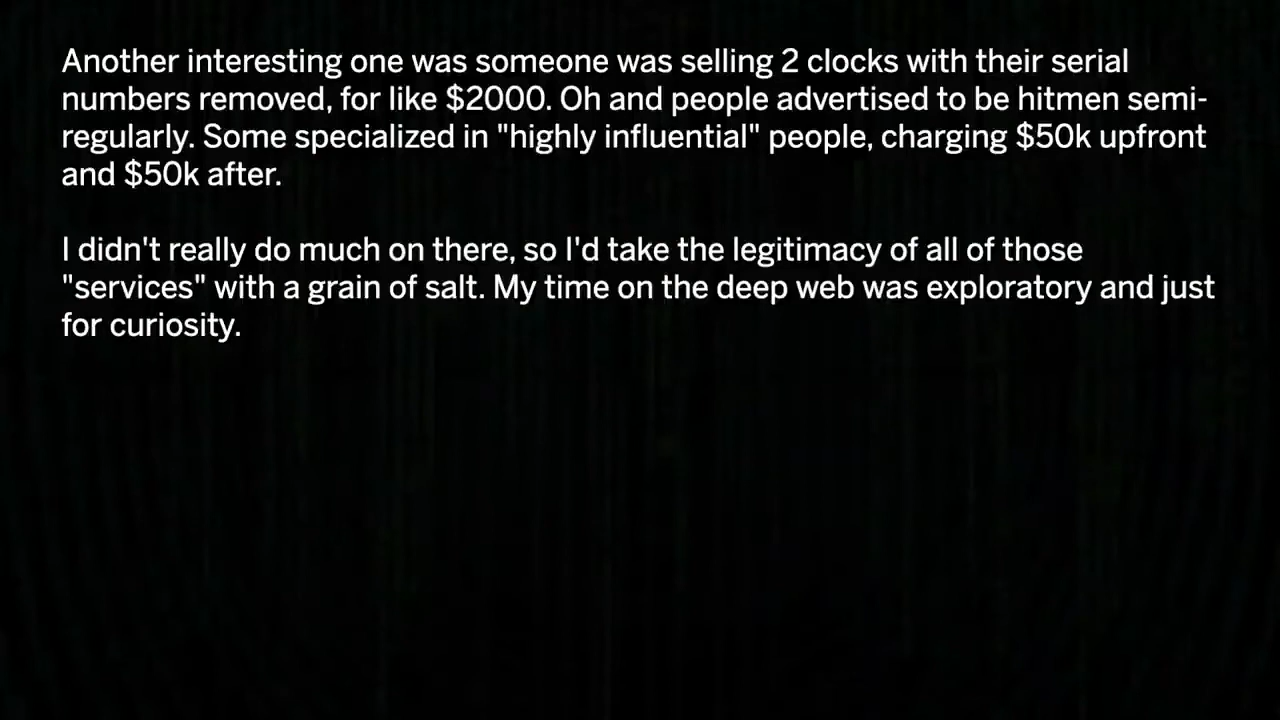 Another interesting one was someone was selling 2 clocks with their serial
numbers removed, for like $2000. Oh and people advertised to be hitmen semi-
regularly. Some specialized in "highly influential" people, charging $50k upfront
and $50k after.
I didn't really do much on there, so I'd take the legitimacy of all of those
"services" with a grain of salt. My time on the deep web was exploratory and just
for curiosity.